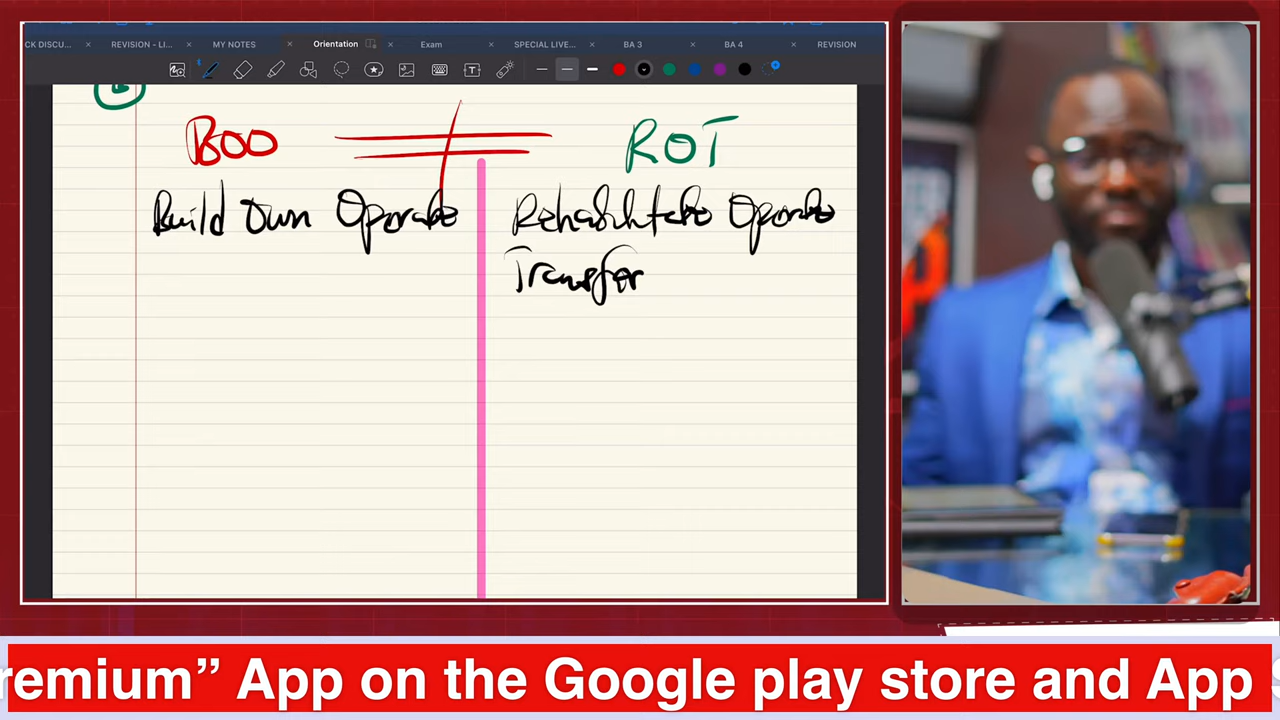 CK DISCU... REVISION - LI... MY NOTES Orientation Exam SPECIAL LIVE... BA 3 BA 4 REVISION
BOO ROT
Build Own Operate Rehabilitate Operate
Transfer
remium” App on the Google play store and App